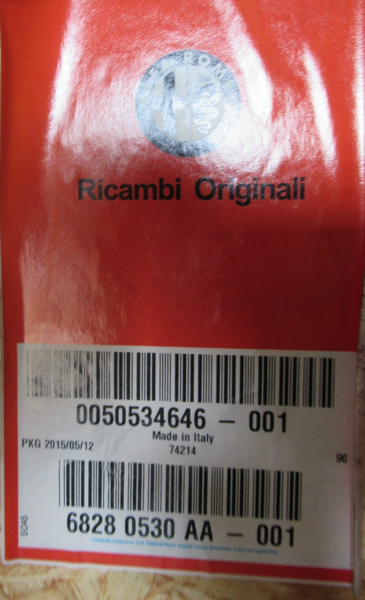 Ricambi Originali
0050534646 - 001
Made in Italy
PKG 2015/05/12
74214
90
6828 0530 AA - 001